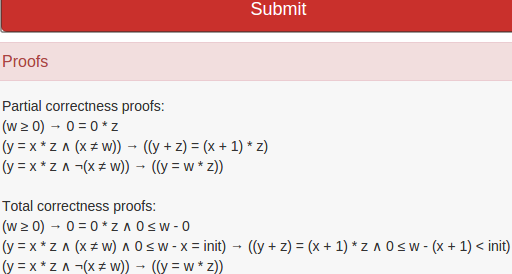 Submit
Proofs
Partial correctness proofs:
(w ≥ 0) → 0 = 0 * z
(y = x * z ∧ (x ≠ w)) → ((y + z) = (x + 1) * z)
(y = x * z ∧ ¬(x ≠ w)) → ((y = w * z))
Total correctness proofs:
(w ≥ 0) → 0 = 0 * z ∧ 0 ≤ w - 0
(y = x * z ∧ (x ≠ w) ∧ 0 ≤ w - x = init) → ((y + z) = (x + 1) * z ∧ 0 ≤ w - (x + 1) < init)
(y = x * z ∧ ¬(x ≠ w)) → ((y = w * z))